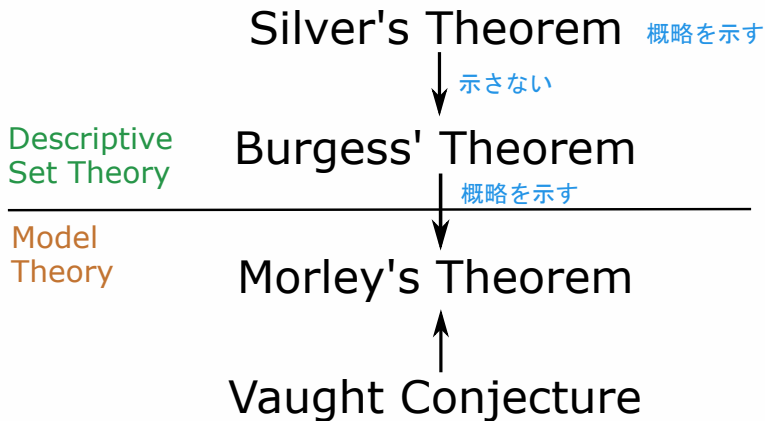 Silver's Theorem 概略を示す
示さない
Descriptive
Set Theory
Burgess' Theorem
概略を示す
Model
Theory
Morley's Theorem
Vaught Conjecture